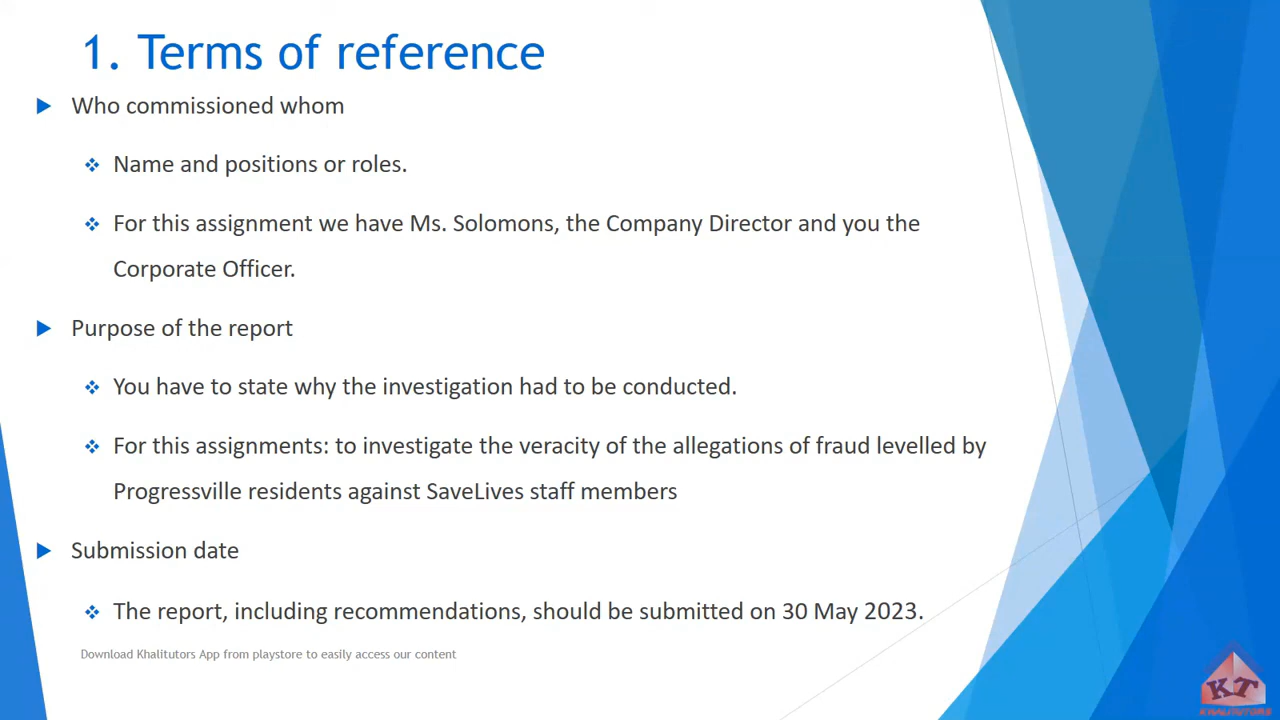 1. Terms of reference
Who commissioned whom
Name and positions or roles.
For this assignment we have Ms. Solomons, the Company Director and you the
Corporate Officer.
Purpose of the report
You have to state why the investigation had to be conducted.
For this assignments: to investigate the veracity of the allegations of fraud levelled by
Progressville residents against SaveLives staff members
Submission date
The report, including recommendations, should be submitted on 30 May 2023.
Download Khalitutors App from playstore to easily access our content
KT
KHALITUTORS